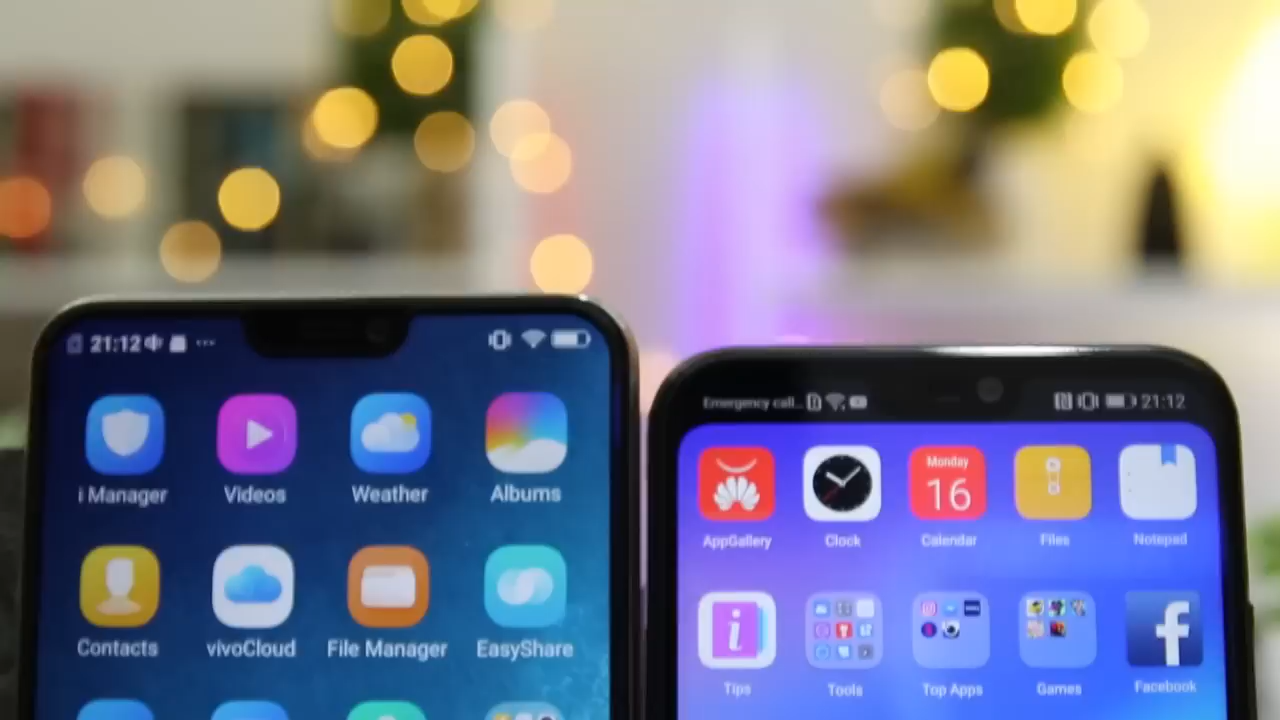 21:12
i Manager
Videos
Weather
Albums
Contacts
vivoCloud
File Manager
EasyShare
Emergency call...
21:12
Monday
16
AppGallery
Clock
Calendar
Files
Notepad
i
f
Tips
Tools
Top Apps
Games
Facebook